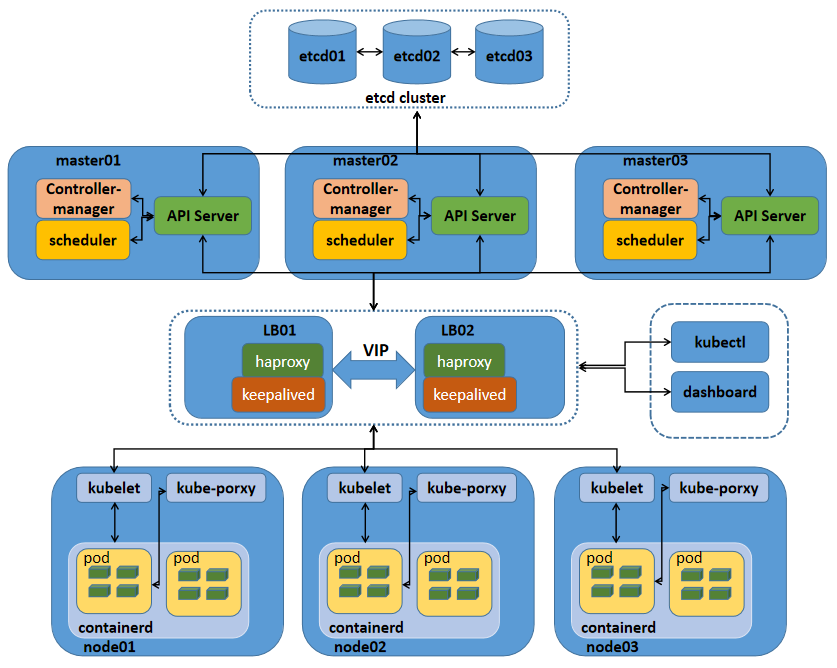 etcd01
etcd02
etcd03
etcd cluster
master01
master02
master03
Controller-
manager
scheduler
API Server
Controller-
manager
scheduler
API Server
Controller-
manager
scheduler
API Server
LB01
LB02
VIP
haproxy
keepalived
haproxy
keepalived
kubectl
dashboard
kubelet
kube-porxy
kubelet
kube-porxy
kubelet
kube-porxy
pod
pod
pod
pod
pod
pod
containerd
containerd
containerd
node01
node02
node03